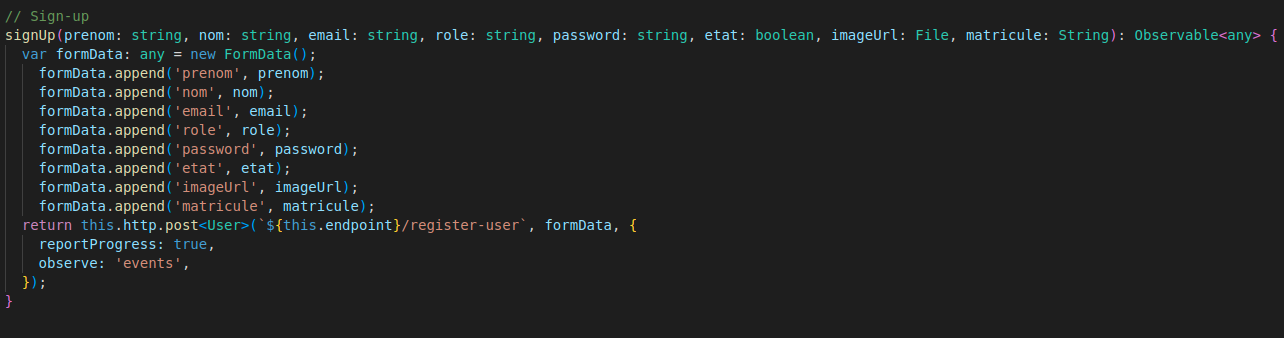 // Sign-up
signUp(prenom: string, nom: string, email: string, role: string, password: string, etat: boolean, imageUrl: File, matricule: String): Observable<any> {
  var formData: any = new FormData();
    formData.append('prenom', prenom);
    formData.append('nom', nom);
    formData.append('email', email);
    formData.append('role', role);
    formData.append('password', password);
    formData.append('etat', etat);
    formData.append('imageUrl', imageUrl);
    formData.append('matricule', matricule);
  return this.http.post<User>(`${this.endpoint}/register-user`, formData, {
    reportProgress: true,
    observe: 'events',
  });
}